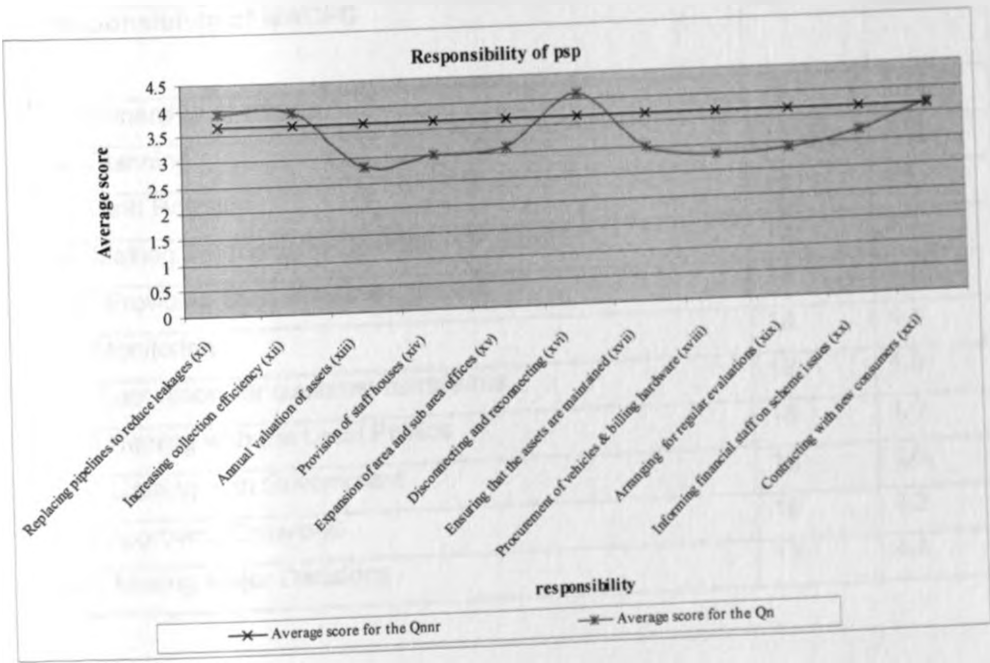 Responsibility of psp
Average score
4.5
4
3.5
3
2.5
2
1.5
1
0.5
0
Replacing pipelines to reduce leakages (xi)
Increasing collection efficiency (xii)
Annual valuation of assets (xiii)
Provision of staff houses (xiv)
Expansion of area and sub area offices (xv)
Disconnecting and reconnecting (xvi)
Ensuring that the assets are maintained (xvii)
Procurement of vehicles & billing hardware (xviii)
Arranging for regular evaluations (xix)
Informing financial staff on scheme issues (xx)
Contracting with new consumers (xxi)
responsibility
Average score for the Qnnr
Average score for the Qn